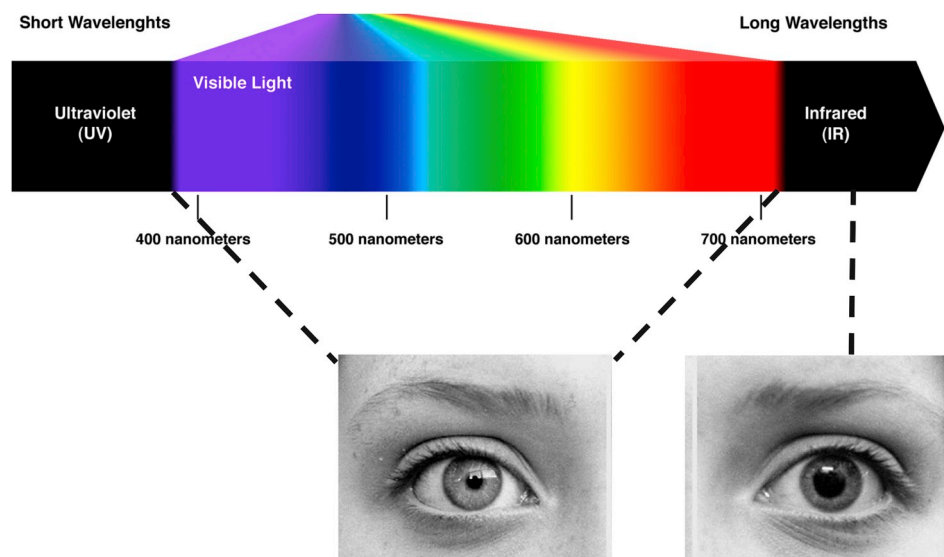 Short Wavelenghts
Long Wavelengths
Visible Light
Ultraviolet
(UV)
Infrared
(IR)
400 nanometers
500 nanometers
600 nanometers
700 nanometers